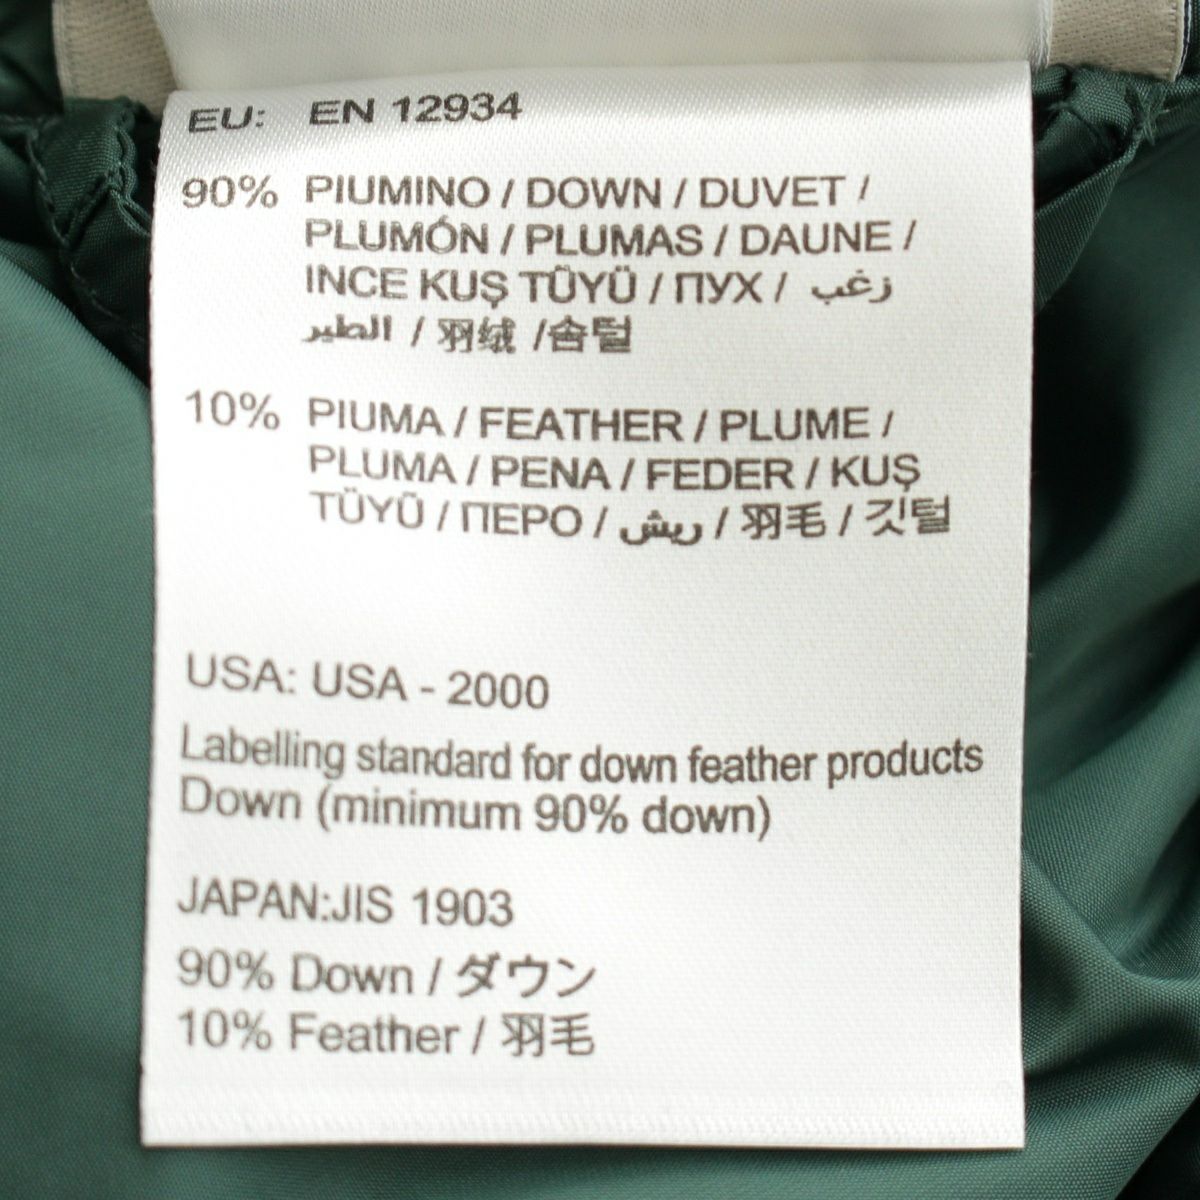 EU: EN 12934
90% PIUMINO / DOWN / DUVET /
PLUMÓN / PLUMAS / DAUNE /
INCE KUŞ TÜYÜ / ПУХ / زغب
الطير / 羽绒 /솜털
10% PIUMA / FEATHER / PLUME /
PLUMA / PENA / FEDER / KUŞ
TÜYÜ / ПЕРО / ريش / 羽毛 / 깃털
USA: USA - 2000
Labelling standard for down feather products
Down (minimum 90% down)
JAPAN:JIS 1903
90% Down / ダウン
10% Feather / 羽毛